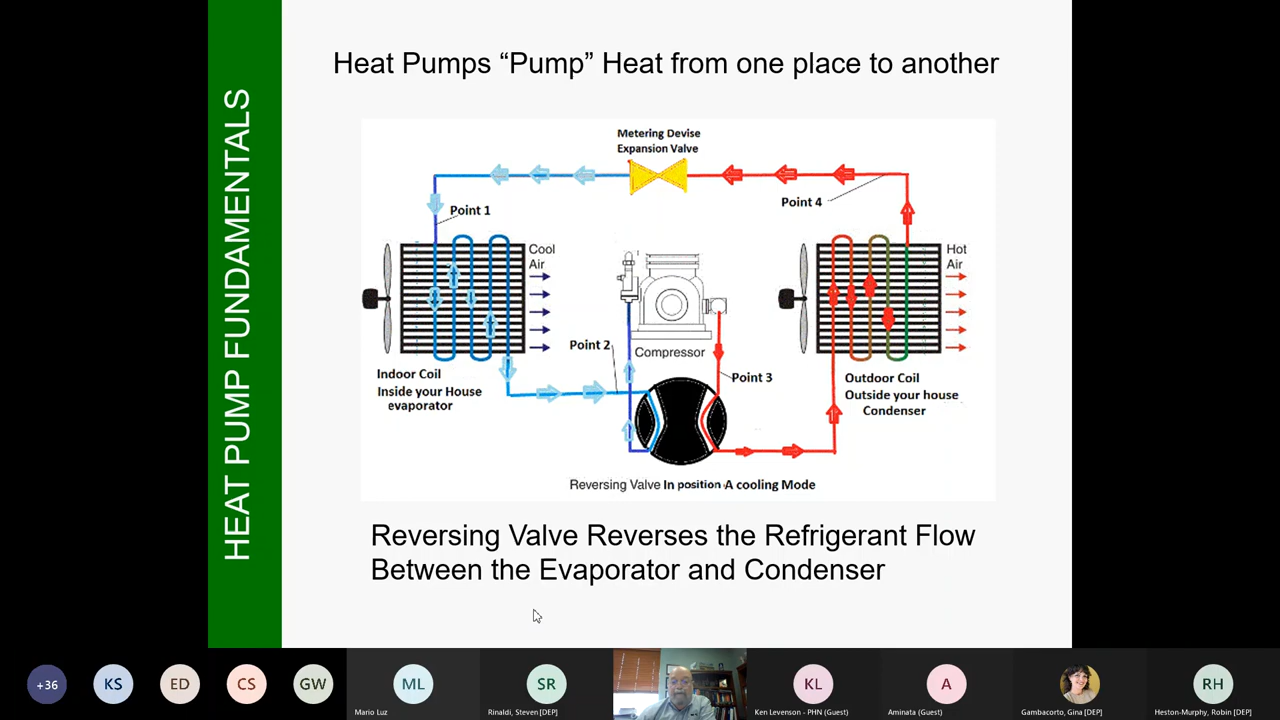 HEAT PUMP FUNDAMENTALS
Heat Pumps “Pump” Heat from one place to another
Metering Devise
Expansion Valve
Point 1
Point 4
Cool
Air
Hot
Air
Point 2
Compressor
Point 3
Indoor Coil
Inside your House
evaporator
Outdoor Coil
Outside your house
Condenser
Reversing Valve In position A cooling Mode
Reversing Valve Reverses the Refrigerant Flow
Between the Evaporator and Condenser
+36
KS
ED
CS
GW
ML
Mario Luz
SR
Rinaldi, Steven [DEP]
KL
Ken Levenson - PHN (Guest)
A
Aminata (Guest)
Gambacorto, Gina [DEP]
RH
Heston-Murphy, Robin [DEP]